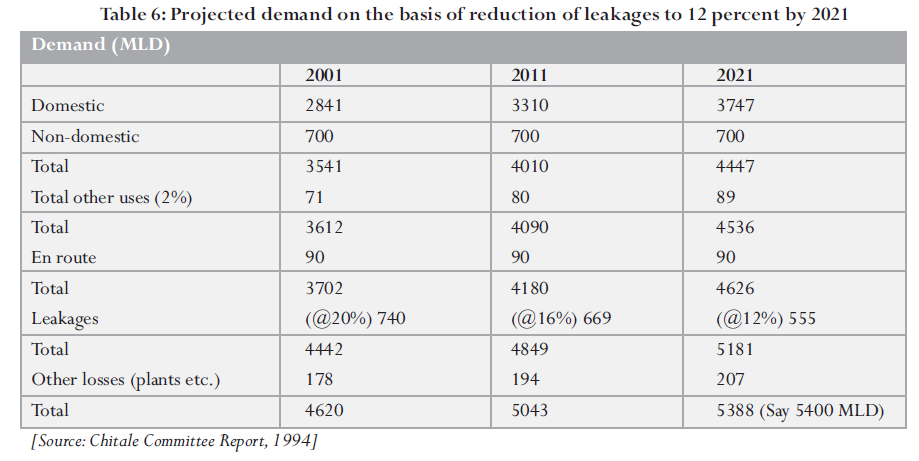 Table 6: Projected demand on the basis of reduction of leakages to 12 percent by 2021
Demand (MLD)
2001 2011 2021
Domestic 2841 3310 3747
Non-domestic 700 700 700
Total 3541 4010 4447
Total other uses (2%) 71 80 89
Total 3612 4090 4536
En route 90 90 90
Total 3702 4180 4626
Leakages (@20%) 740 (@16%) 669 (@12%) 555
Total 4442 4849 5181
Other losses (plants etc.) 178 194 207
Total 4620 5043 5388 (Say 5400 MLD)
[Source: Chitale Committee Report, 1994]